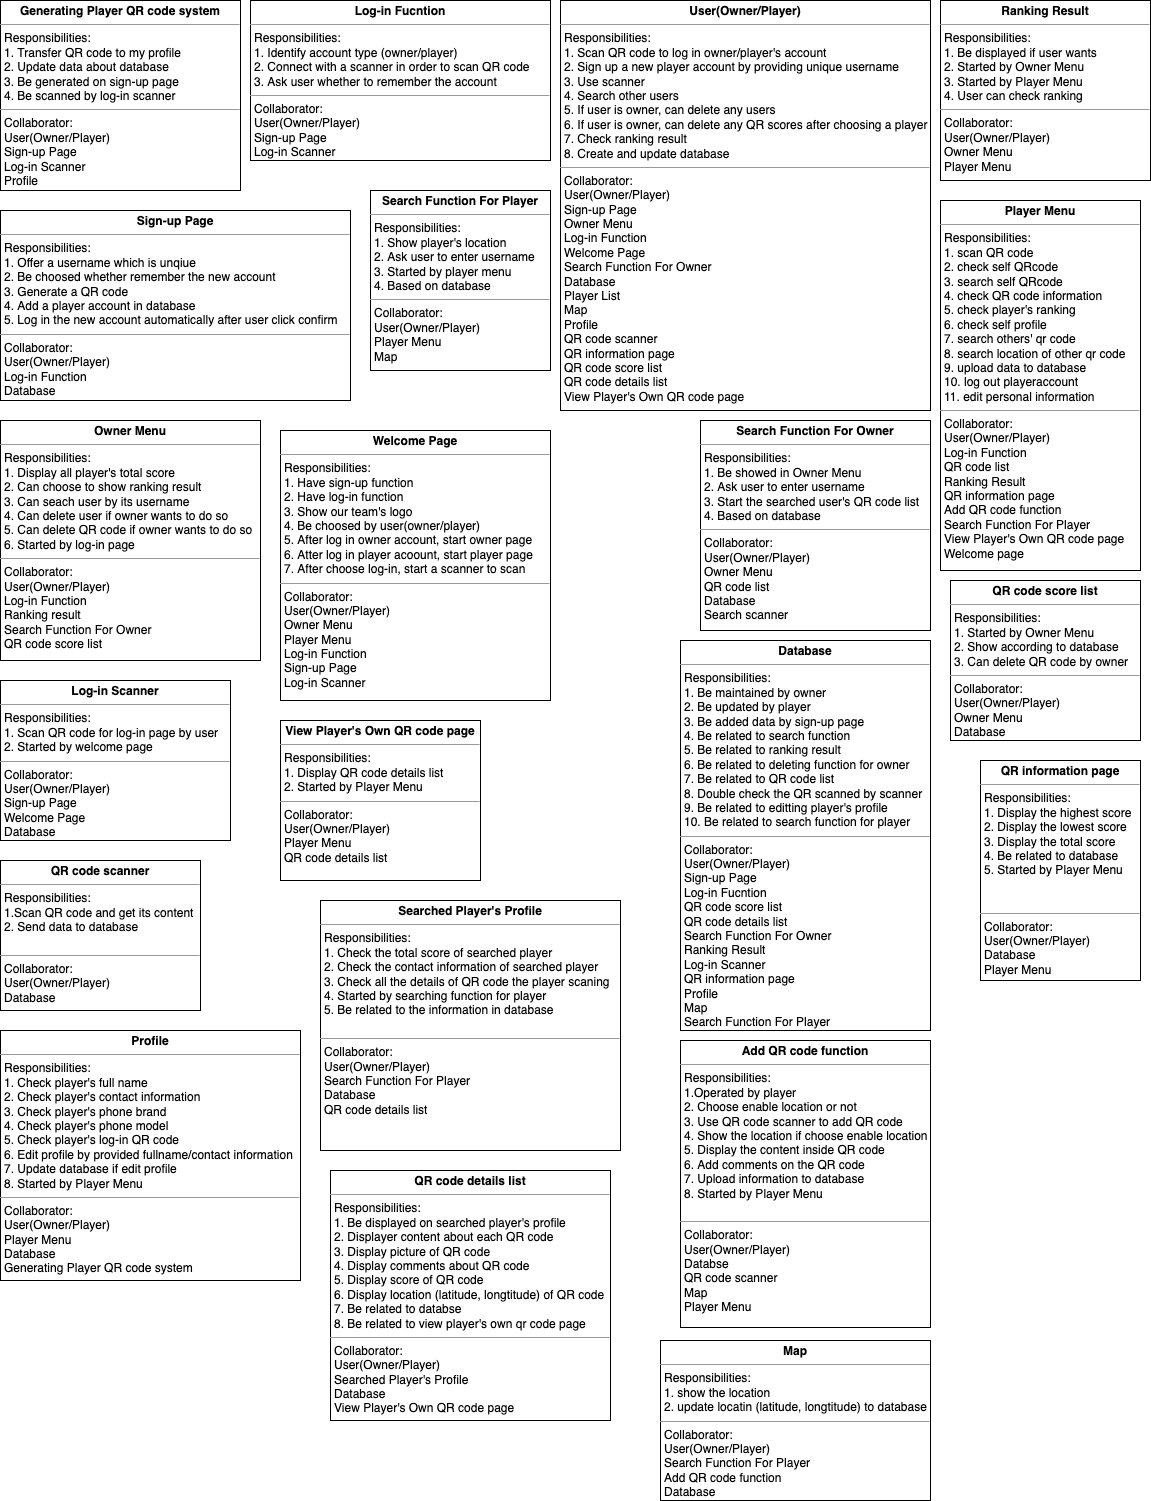 Generating Player QR code system
Responsibilities:
1. Transfer QR code to my profile
2. Update data about database
3. Be generated on sign-up page
4. Be scanned by log-in scanner
Collaborator:
User(Owner/Player)
Sign-up Page
Log-in Scanner
Profile
Log-in Fucntion
Responsibilities:
1. Identify account type (owner/player)
2. Connect with a scanner in order to scan QR code
3. Ask user whether to remember the account
Collaborator:
User(Owner/Player)
Sign-up Page
Log-in Scanner
User(Owner/Player)
Responsibilities:
1. Scan QR code to log in owner/player's account
2. Sign up a new player account by providing unique username
3. Use scanner
4. Search other users
5. If user is owner, can delete any users
6. If user is owner, can delete any QR scores after choosing a player
7. Check ranking result
8. Create and update database
Collaborator:
User(Owner/Player)
Sign-up Page
Owner Menu
Log-in Function
Welcome Page
Search Function For Owner
Database
Player List
Map
Profile
QR code scanner
QR information page
QR code score list
QR code details list
View Player's Own QR code page
Ranking Result
Responsibilities:
1. Be displayed if user wants
2. Started by Owner Menu
3. Started by Player Menu
4. User can check ranking
Collaborator:
User(Owner/Player)
Owner Menu
Player Menu
Sign-up Page
Responsibilities:
1. Offer a username which is unqiue
2. Be choosed whether remember the new account
3. Generate a QR code
4. Add a player account in database
5. Log in the new account automatically after user click confirm
Collaborator:
User(Owner/Player)
Log-in Function
Database
Search Function For Player
Responsibilities:
1. Show player's location
2. Ask user to enter username
3. Started by player menu
4. Based on database
Collaborator:
User(Owner/Player)
Player Menu
Map
Player Menu
Responsibilities:
1. scan QR code
2. check self QRcode
3. search self QRcode
4. check QR code information
5. check player's ranking
6. check self profile
7. search others' qr code
8. search location of other qr code
9. upload data to database
10. log out playeraccount
11. edit personal information
Collaborator:
User(Owner/Player)
Log-in Function
QR code list
Ranking Result
QR information page
Add QR code function
Search Function For Player
View Player's Own QR code page
Welcome page
Owner Menu
Responsibilities:
1. Display all player's total score
2. Can choose to show ranking result
3. Can seach user by its username
4. Can delete user if owner wants to do so
5. Can delete QR code if owner wants to do so
6. Started by log-in page
Collaborator:
User(Owner/Player)
Log-in Function
Ranking result
Search Function For Owner
QR code score list
Welcome Page
Responsibilities:
1. Have sign-up function
2. Have log-in function
3. Show our team's logo
4. Be choosed by user(owner/player)
5. After log in owner account, start owner page
6. Atter log in player acoount, start player page
7. After choose log-in, start a scanner to scan
Collaborator:
User(Owner/Player)
Owner Menu
Player Menu
Log-in Function
Sign-up Page
Log-in Scanner
Search Function For Owner
Responsibilities:
1. Be showed in Owner Menu
2. Ask user to enter username
3. Start the searched user's QR code list
4. Based on database
Collaborator:
User(Owner/Player)
Owner Menu
QR code list
Database
Search scanner
QR code score list
Responsibilities:
1. Started by Owner Menu
2. Show according to database
3. Can delete QR code by owner
Collaborator:
User(Owner/Player)
Owner Menu
Database
Log-in Scanner
Responsibilities:
1. Scan QR code for log-in page by user
2. Started by welcome page
Collaborator:
User(Owner/Player)
Sign-up Page
Welcome Page
Database
View Player's Own QR code page
Responsibilities:
1. Display QR code details list
2. Started by Player Menu
Collaborator:
User(Owner/Player)
Player Menu
QR code details list
Database
Responsibilities:
1. Be maintained by owner
2. Be updated by player
3. Be added data by sign-up page
4. Be related to search function
5. Be related to ranking result
6. Be related to deleting function for owner
7. Be related to QR code list
8. Double check the QR scanned by scanner
9. Be related to editting player's profile
10. Be related to search function for player
Collaborator:
User(Owner/Player)
Sign-up Page
Log-in Fucntion
QR code score list
QR code details list
Search Function For Owner
Ranking Result
Log-in Scanner
QR information page
Profile
Map
Search Function For Player
QR information page
Responsibilities:
1. Display the highest score
2. Display the lowest score
3. Display the total score
4. Be related to database
5. Started by Player Menu
Collaborator:
User(Owner/Player)
Database
Player Menu
QR code scanner
Responsibilities:
1.Scan QR code and get its content
2. Send data to database
Collaborator:
User(Owner/Player)
Database
Searched Player's Profile
Responsibilities:
1. Check the total score of searched player
2. Check the contact information of searched player
3. Check all the details of QR code the player scaning
4. Started by searching function for player
5. Be related to the information in database
Collaborator:
User(Owner/Player)
Search Function For Player
Database
QR code details list
Profile
Responsibilities:
1. Check player's full name
2. Check player's contact information
3. Check player's phone brand
4. Check player's phone model
5. Check player's log-in QR code
6. Edit profile by provided fullname/contact information
7. Update database if edit profile
8. Started by Player Menu
Collaborator:
User(Owner/Player)
Player Menu
Database
Generating Player QR code system
Add QR code function
Responsibilities:
1.Operated by player
2. Choose enable location or not
3. Use QR code scanner to add QR code
4. Show the location if choose enable location
5. Display the content inside QR code
6. Add comments on the QR code
7. Upload information to database
8. Started by Player Menu
Collaborator:
User(Owner/Player)
Databse
QR code scanner
Map
Player Menu
QR code details list
Responsibilities:
1. Be displayed on searched player's profile
2. Displayer content about each QR code
3. Display picture of QR code
4. Display comments about QR code
5. Display score of QR code
6. Display location (latitude, longtitude) of QR code
7. Be related to databse
8. Be related to view player's own qr code page
Collaborator:
User(Owner/Player)
Searched Player's Profile
Database
View Player's Own QR code page
Map
Responsibilities:
1. show the location
2. update locatin (latitude, longtitude) to database
Collaborator:
User(Owner/Player)
Search Function For Player
Add QR code function
Database